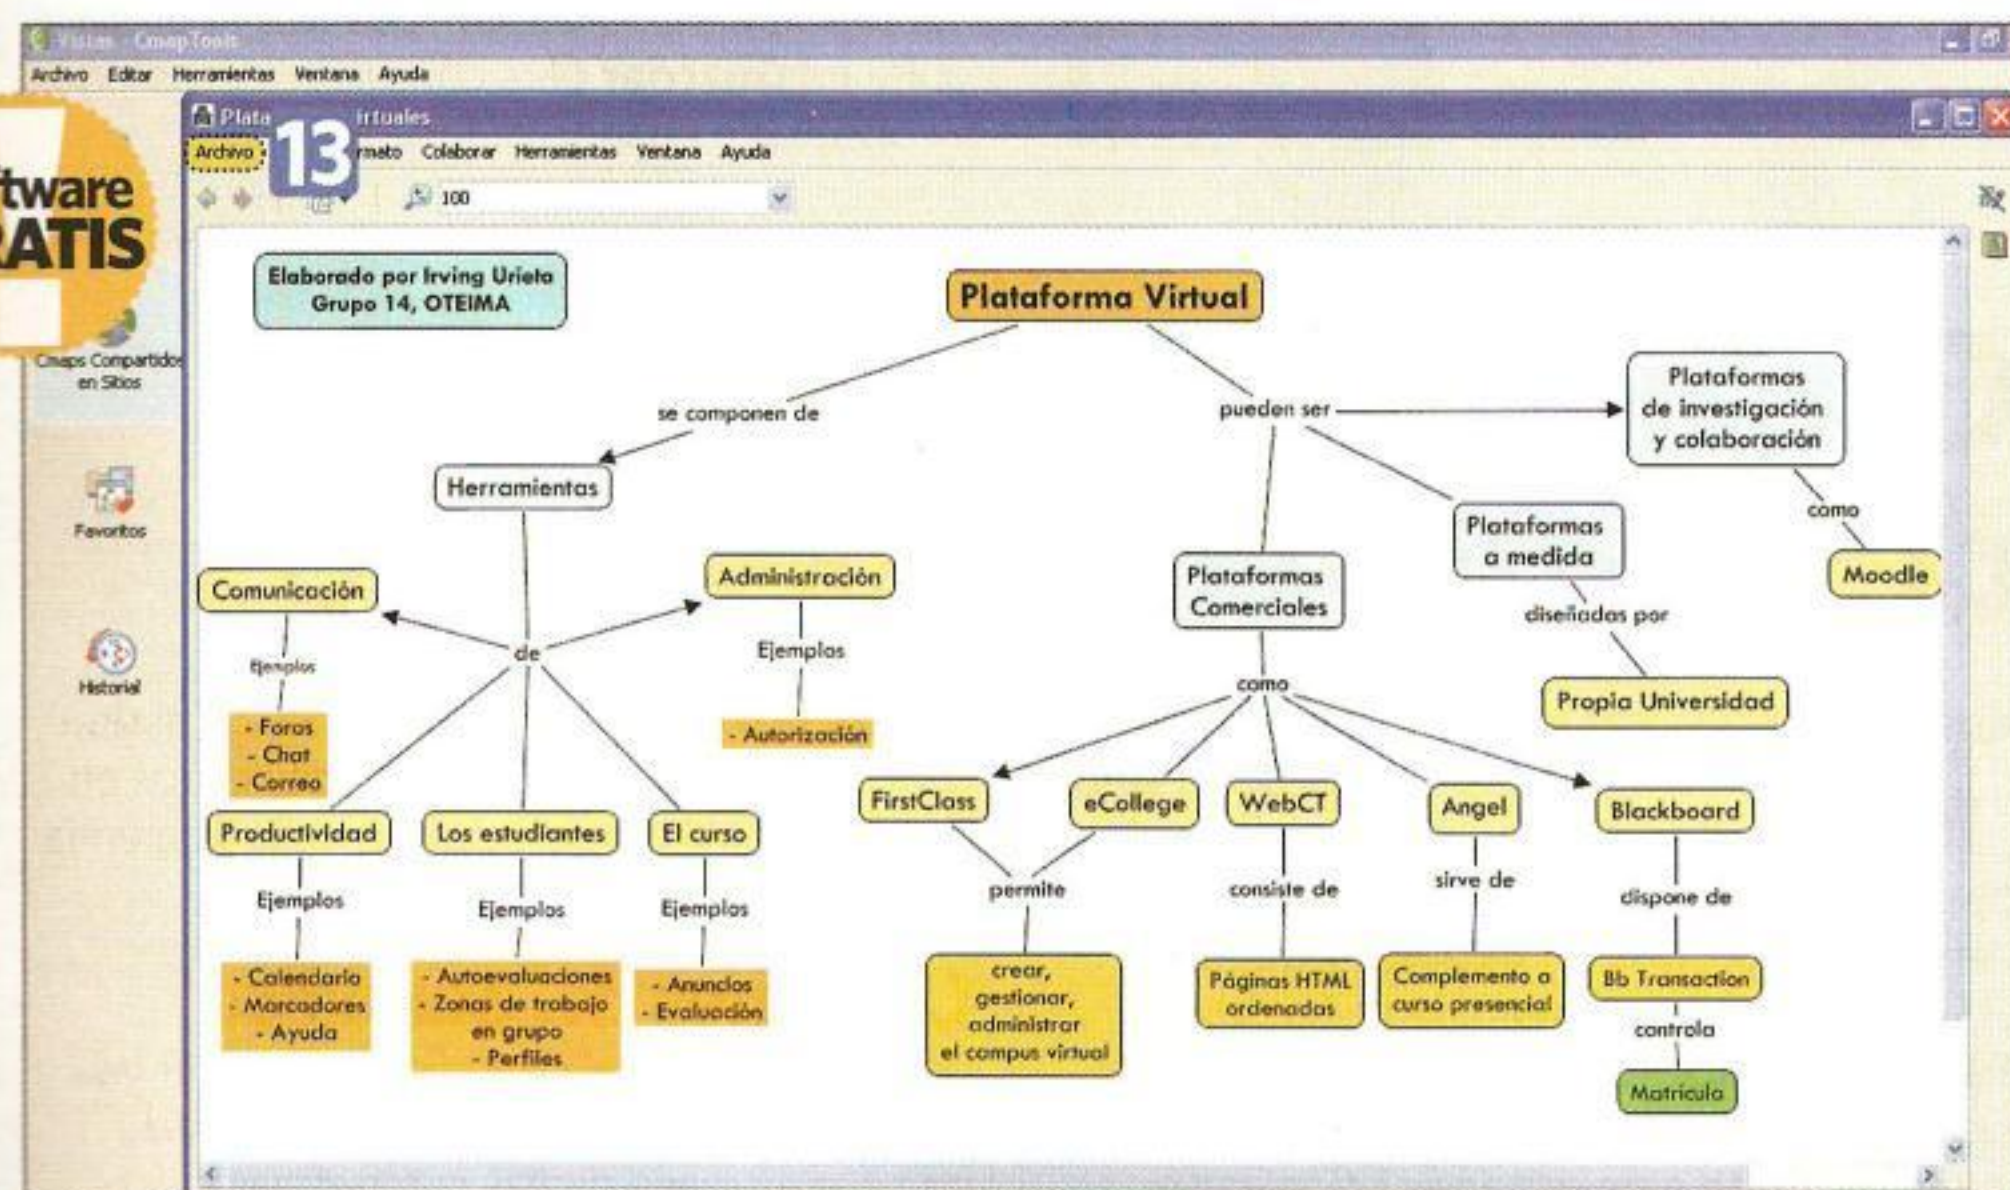 Vistas - CmapTools
Archivo Editar Herramientas Ventana Ayuda
tware
RATIS
Cmaps Compartidos
en Sitios
Favoritos
Historial
Plata
13
irtuales
Archivo
rmato Colaborar Herramientas Ventana Ayuda
100
Elaborado por Irving Urieta
Grupo 14, OTEIMA
Plataforma Virtual
se componen de
pueden ser
Plataformas
de investigación
y colaboración
como
Moodle
Herramientas
Plataformas
a medida
diseñadas por
Propia Universidad
Plataformas
Comerciales
como
Comunicación
Administración
de
Ejemplos
- Foros
- Chat
- Correo
Ejemplos
- Autorización
Productividad
Los estudiantes
El curso
Ejemplos
- Calendario
- Marcadores
- Ayuda
Ejemplos
- Autoevaluaciones
- Zonas de trabajo
en grupo
- Perfiles
Ejemplos
- Anuncios
- Evaluación
FirstClass
eCollege
WebCT
Angel
Blackboard
permite
crear,
gestionar,
administrar
el campus virtual
consiste de
Páginas HTML
ordenadas
sirve de
Complemento a
curso presencial
dispone de
Bb Transaction
controla
Matrícula